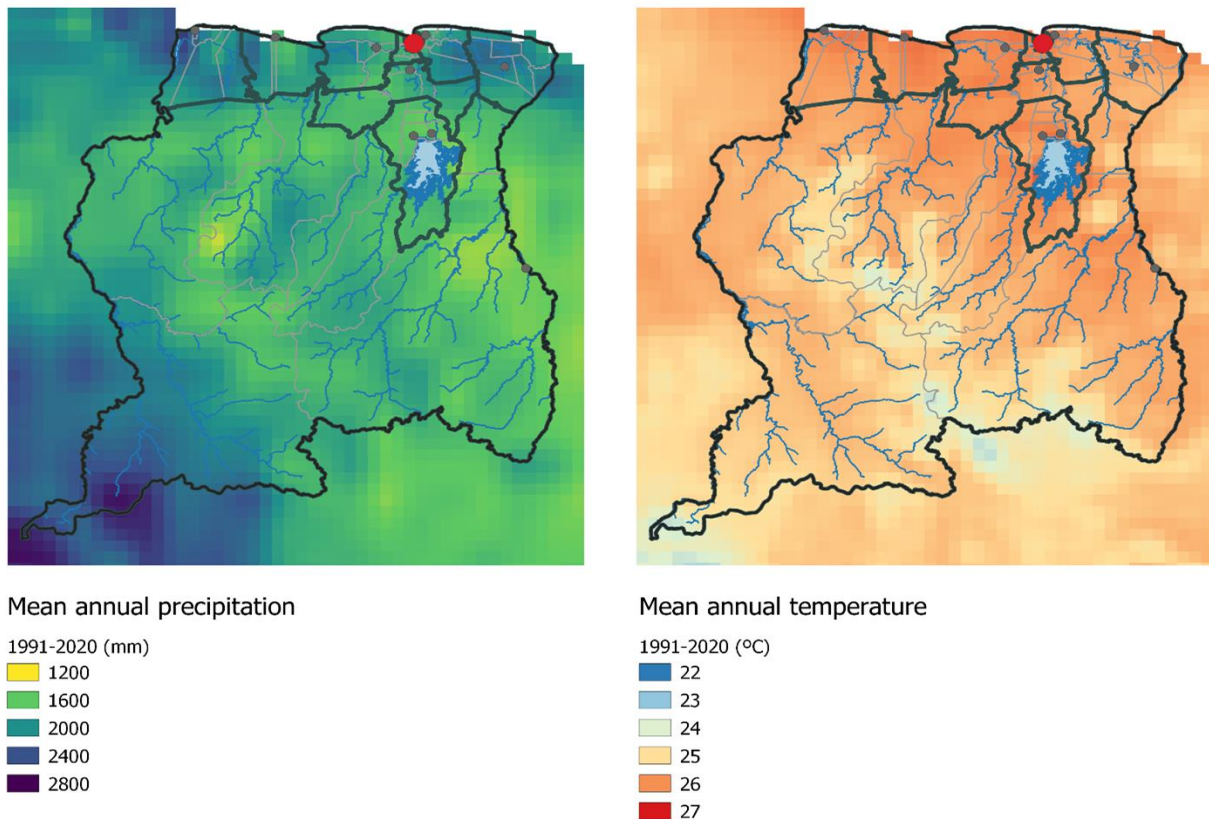 Mean annual precipitation
1991-2020 (mm)
1200
1600
2000
2400
2800
Mean annual temperature
1991-2020 (ºC)
22
23
24
25
26
27